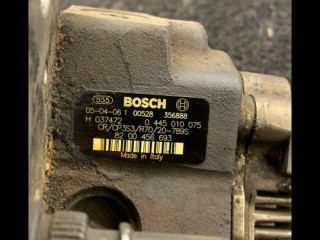 535 BOSCH
05-04-06 1 00528 356888
H 037472 0 445 010 075
CR/CP3S3/R70/20-789S
82 00 456 693
Made in Italy